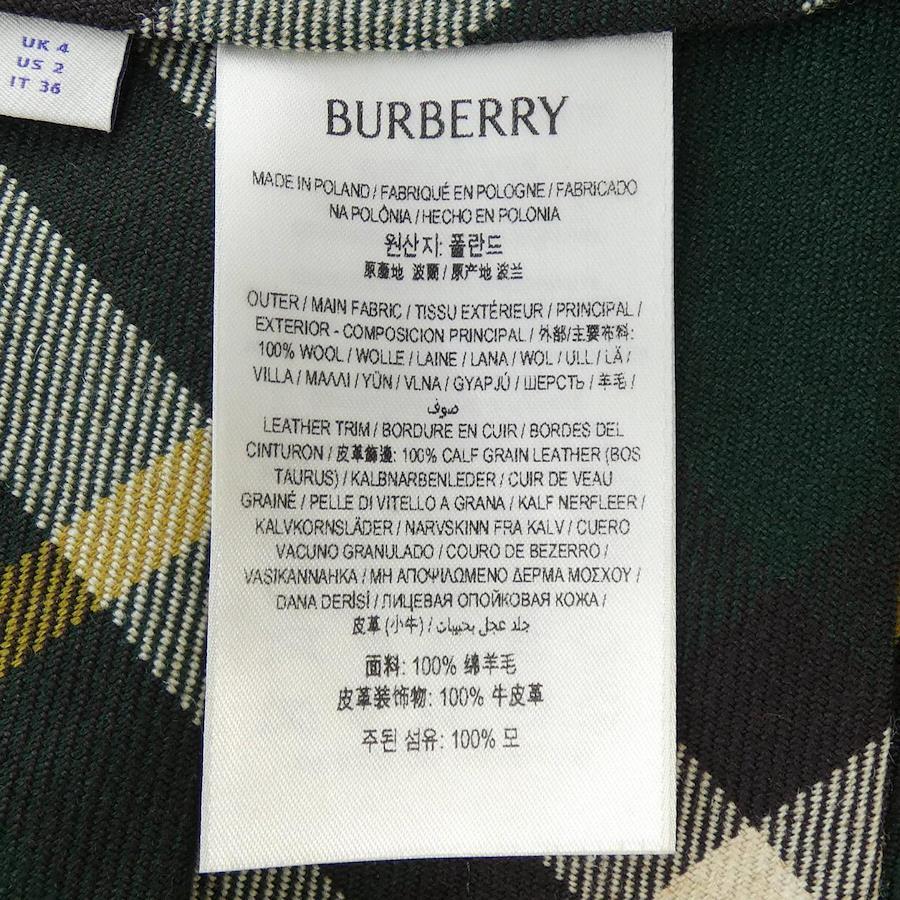 UK 4
US 2
IT 36
BURBERRY
MADE IN POLAND / FABRIQUÉ EN POLOGNE / FABRICADO
NA POLÔNIA / HECHO EN POLONIA
원산지: 폴란드
原產地 波蘭 / 原产地 波兰
OUTER / MAIN FABRIC / TISSU EXTÉRIEUR / PRINCIPAL /
EXTERIOR - COMPOSICION PRINCIPAL / 外部/主要布料:
100% WOOL / WOLLE / LAINE / LANA / WOL / ULL / LÃ /
VILLA / ΜΑΛΛΙ / YÜN / VLNA / GYAPJÚ / ШЕРСТЬ / 羊毛 /
صوف
LEATHER TRIM / BORDURE EN CUIR / BORDES DEL
CINTURON / 皮革飾邊: 100% CALF GRAIN LEATHER (BOS
TAURUS) / KALBNARBENLEDER / CUIR DE VEAU
GRAINÉ / PELLE DI VITELLO A GRANA / KALF NERFLEER /
KALVKORNSLÄDER / NARVSKINN FRA KALV / CUERO
VACUNO GRANULADO / COURO DE BEZERRO /
VASIKANNAHKA / ΜΗ ΑΠΟΨΙΛΩΜΕΝΟ ΔΕΡΜΑ ΜΟΣΧΟΥ /
DANA DERİSİ / ЛИЦЕВАЯ ОПОЙКОВАЯ КОЖА /
皮革 (小牛) / جلد عجل بحبيبات
面料: 100% 绵羊毛
皮革装饰物: 100% 牛皮革
주된 섬유: 100% 모